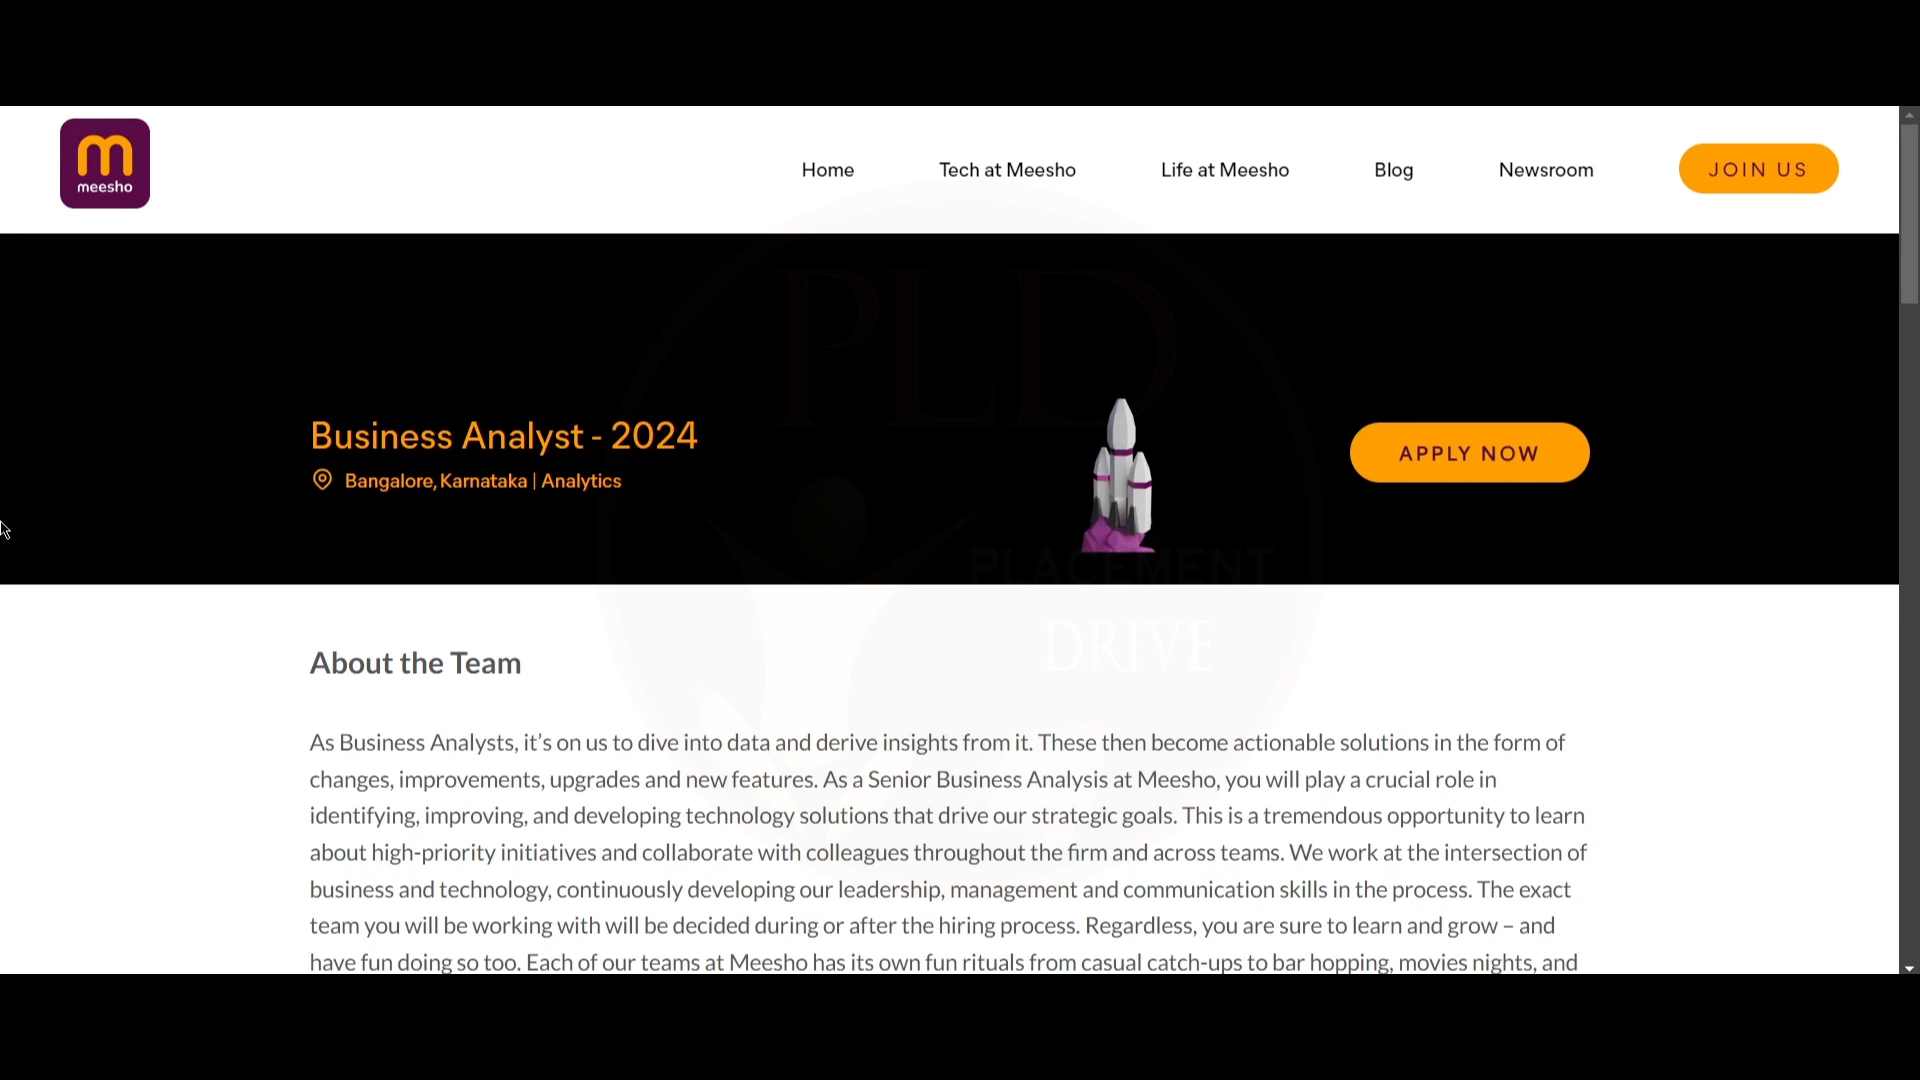 meesho
Home Tech at Meesho Life at Meesho Blog Newsroom JOIN US
PLD
Business Analyst - 2024
APPLY NOW
Bangalore, Karnataka | Analytics
PLACEMENT
DRIVE
About the Team
As Business Analysts, it’s on us to dive into data and derive insights from it. These then become actionable solutions in the form of
changes, improvements, upgrades and new features. As a Senior Business Analysis at Meesho, you will play a crucial role in
identifying, improving, and developing technology solutions that drive our strategic goals. This is a tremendous opportunity to learn
about high-priority initiatives and collaborate with colleagues throughout the firm and across teams. We work at the intersection of
business and technology, continuously developing our leadership, management and communication skills in the process. The exact
team you will be working with will be decided during or after the hiring process. Regardless, you are sure to learn and grow – and
have fun doing so too. Each of our teams at Meesho has its own fun rituals from casual catch-ups to bar hopping, movies nights, and